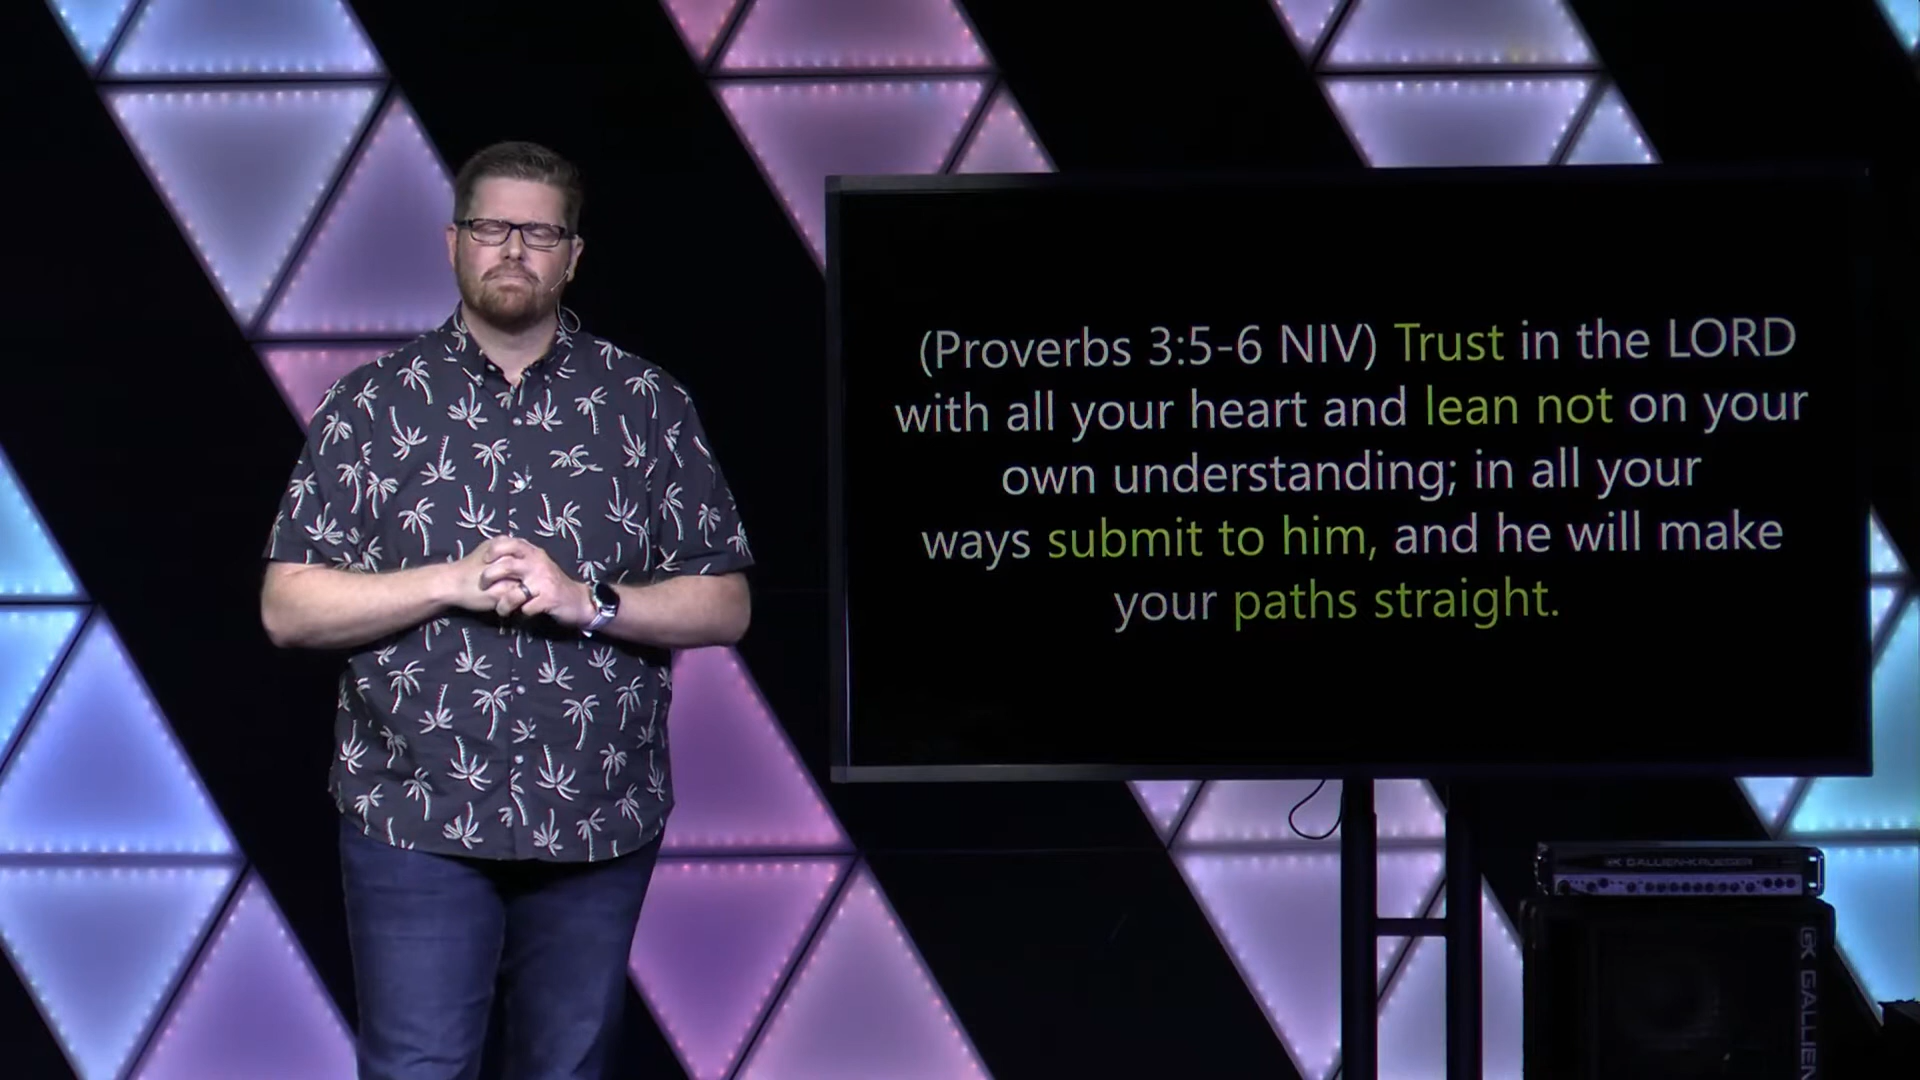 (Proverbs 3:5-6 NIV) Trust in the LORD
with all your heart and lean not on your
own understanding; in all your
ways submit to him, and he will make
your paths straight.
GK GALLIEN-KRUEGER
GK GALLIEN